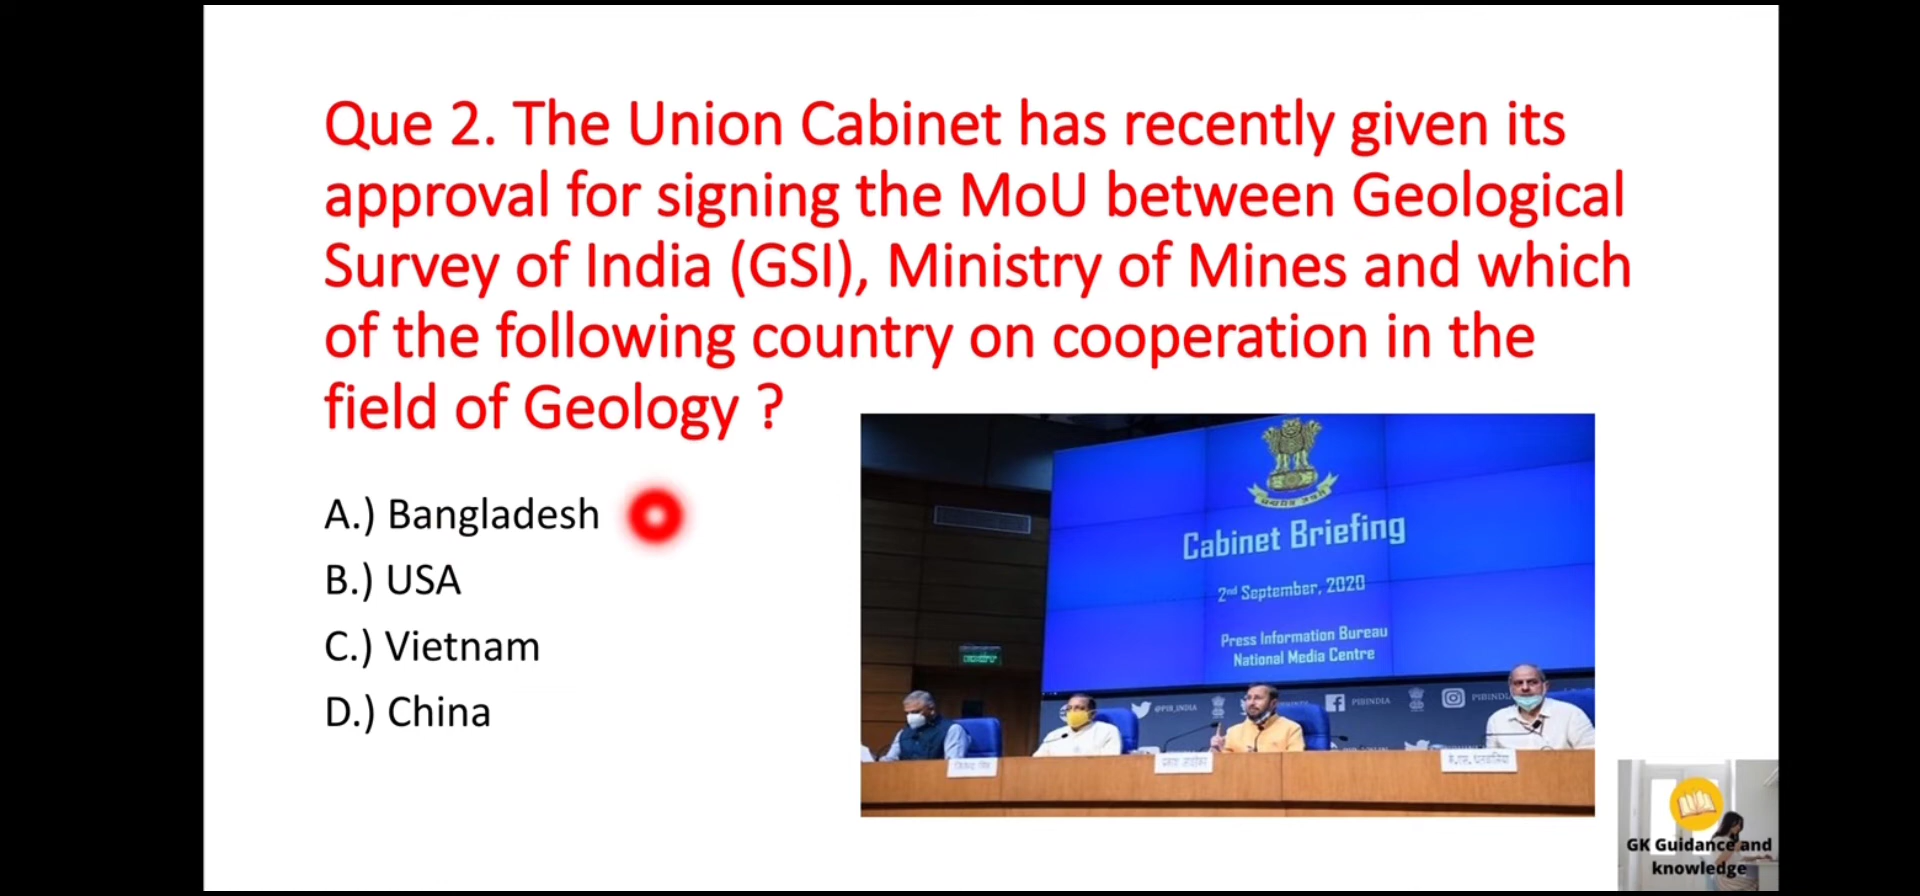 Que 2. The Union Cabinet has recently given its
approval for signing the MoU between Geological
Survey of India (GSI), Ministry of Mines and which
of the following country on cooperation in the
field of Geology ?
A.) Bangladesh
B.) USA
C.) Vietnam
D.) China
Cabinet Briefing
2nd September, 2020
Press Information Bureau
National Media Centre
@PIB_INDIA
PIBINDIA
GK Guidance and
knowledge